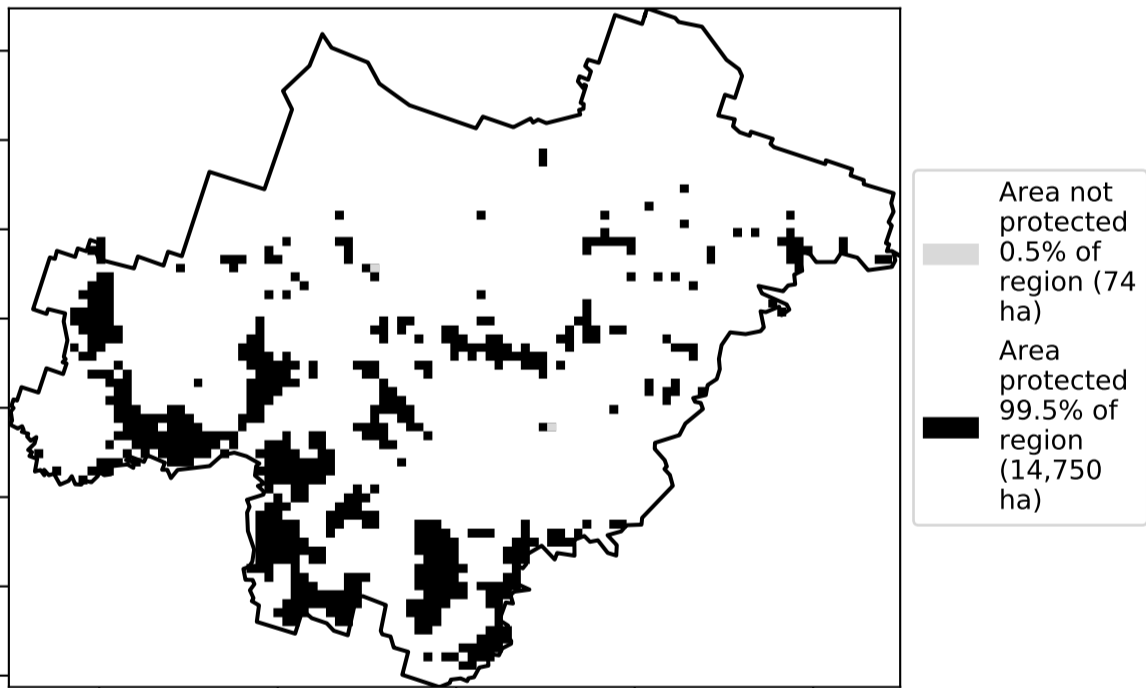 Area not
protected
0.5% of
region (74
ha)
Area
protected
99.5% of
region
(14,750
ha)